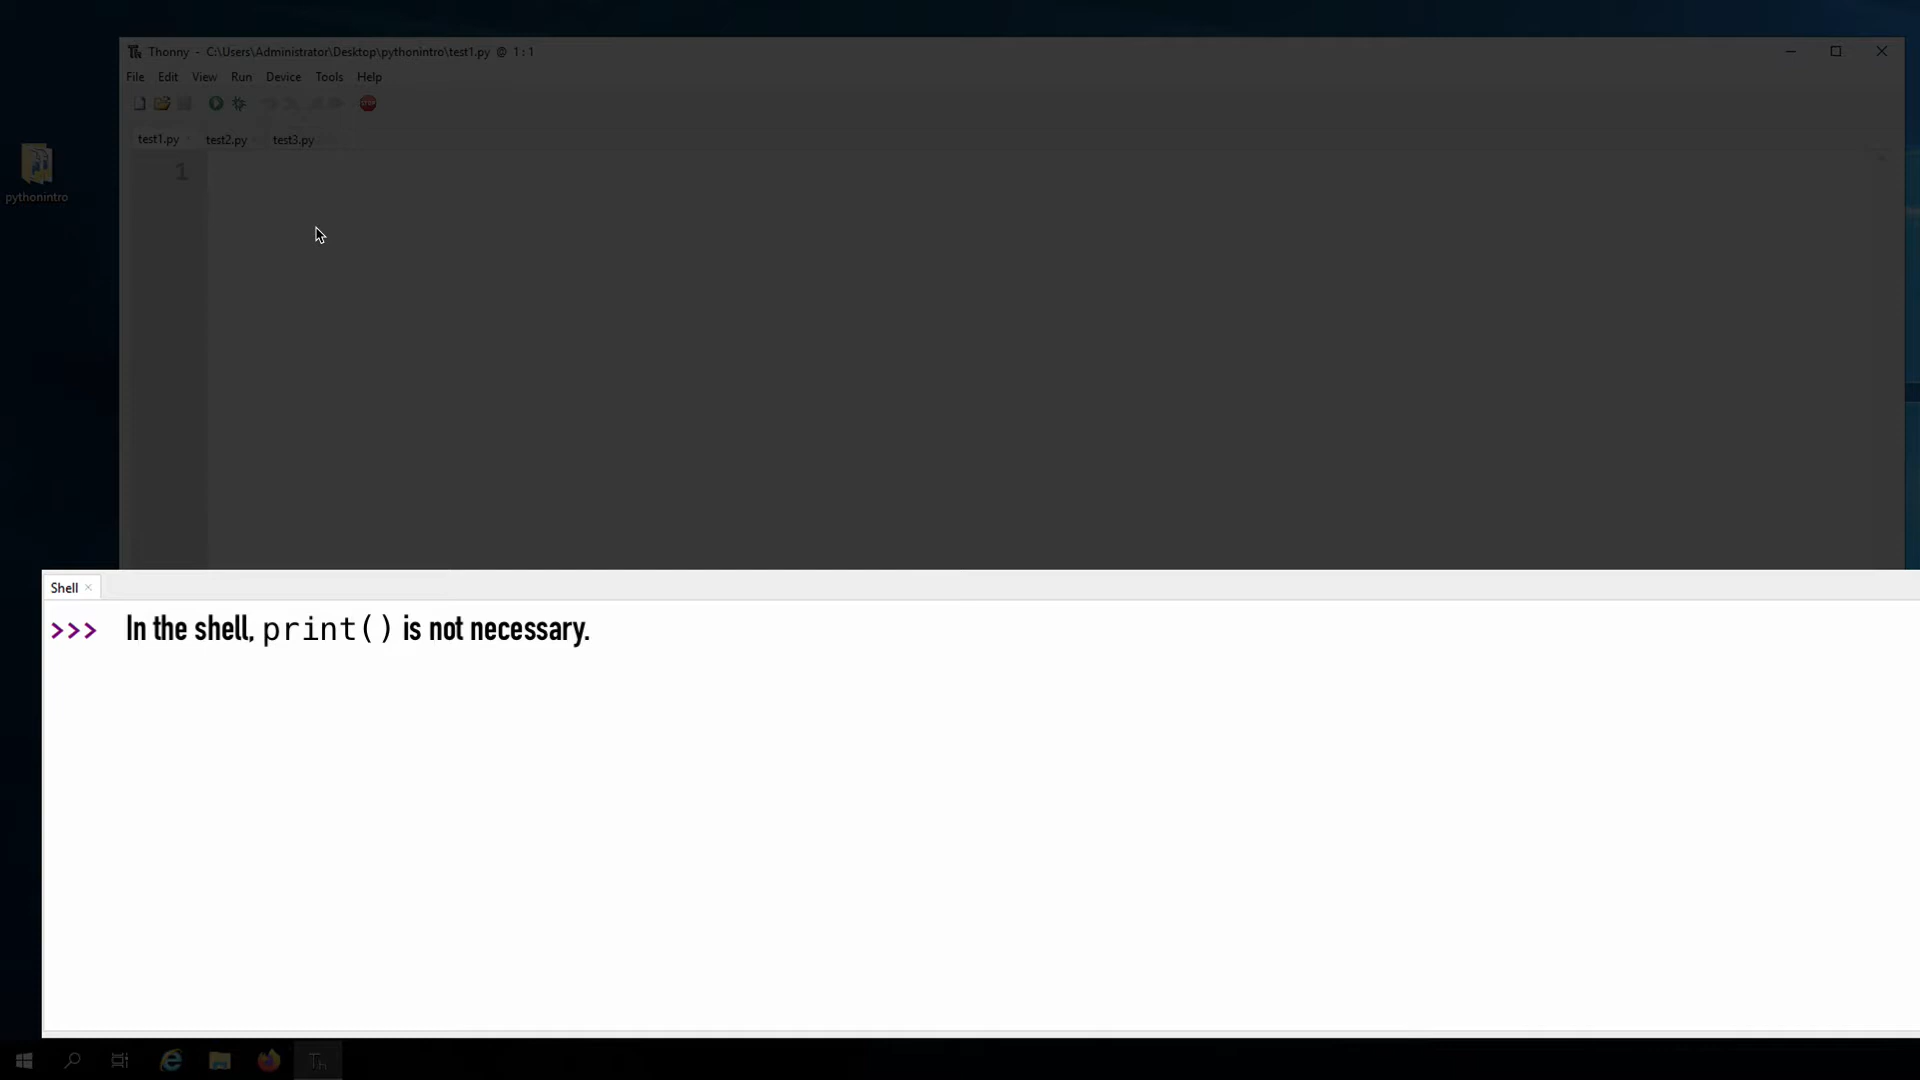 Thonny - C:\Users\Administrator\Desktop\pythonintro\test1.py @ 1 : 1
File Edit View Run Device Tools Help
test1.py test2.py test3.py
1
pythonintro
Shell
>>> In the shell, print() is not necessary.